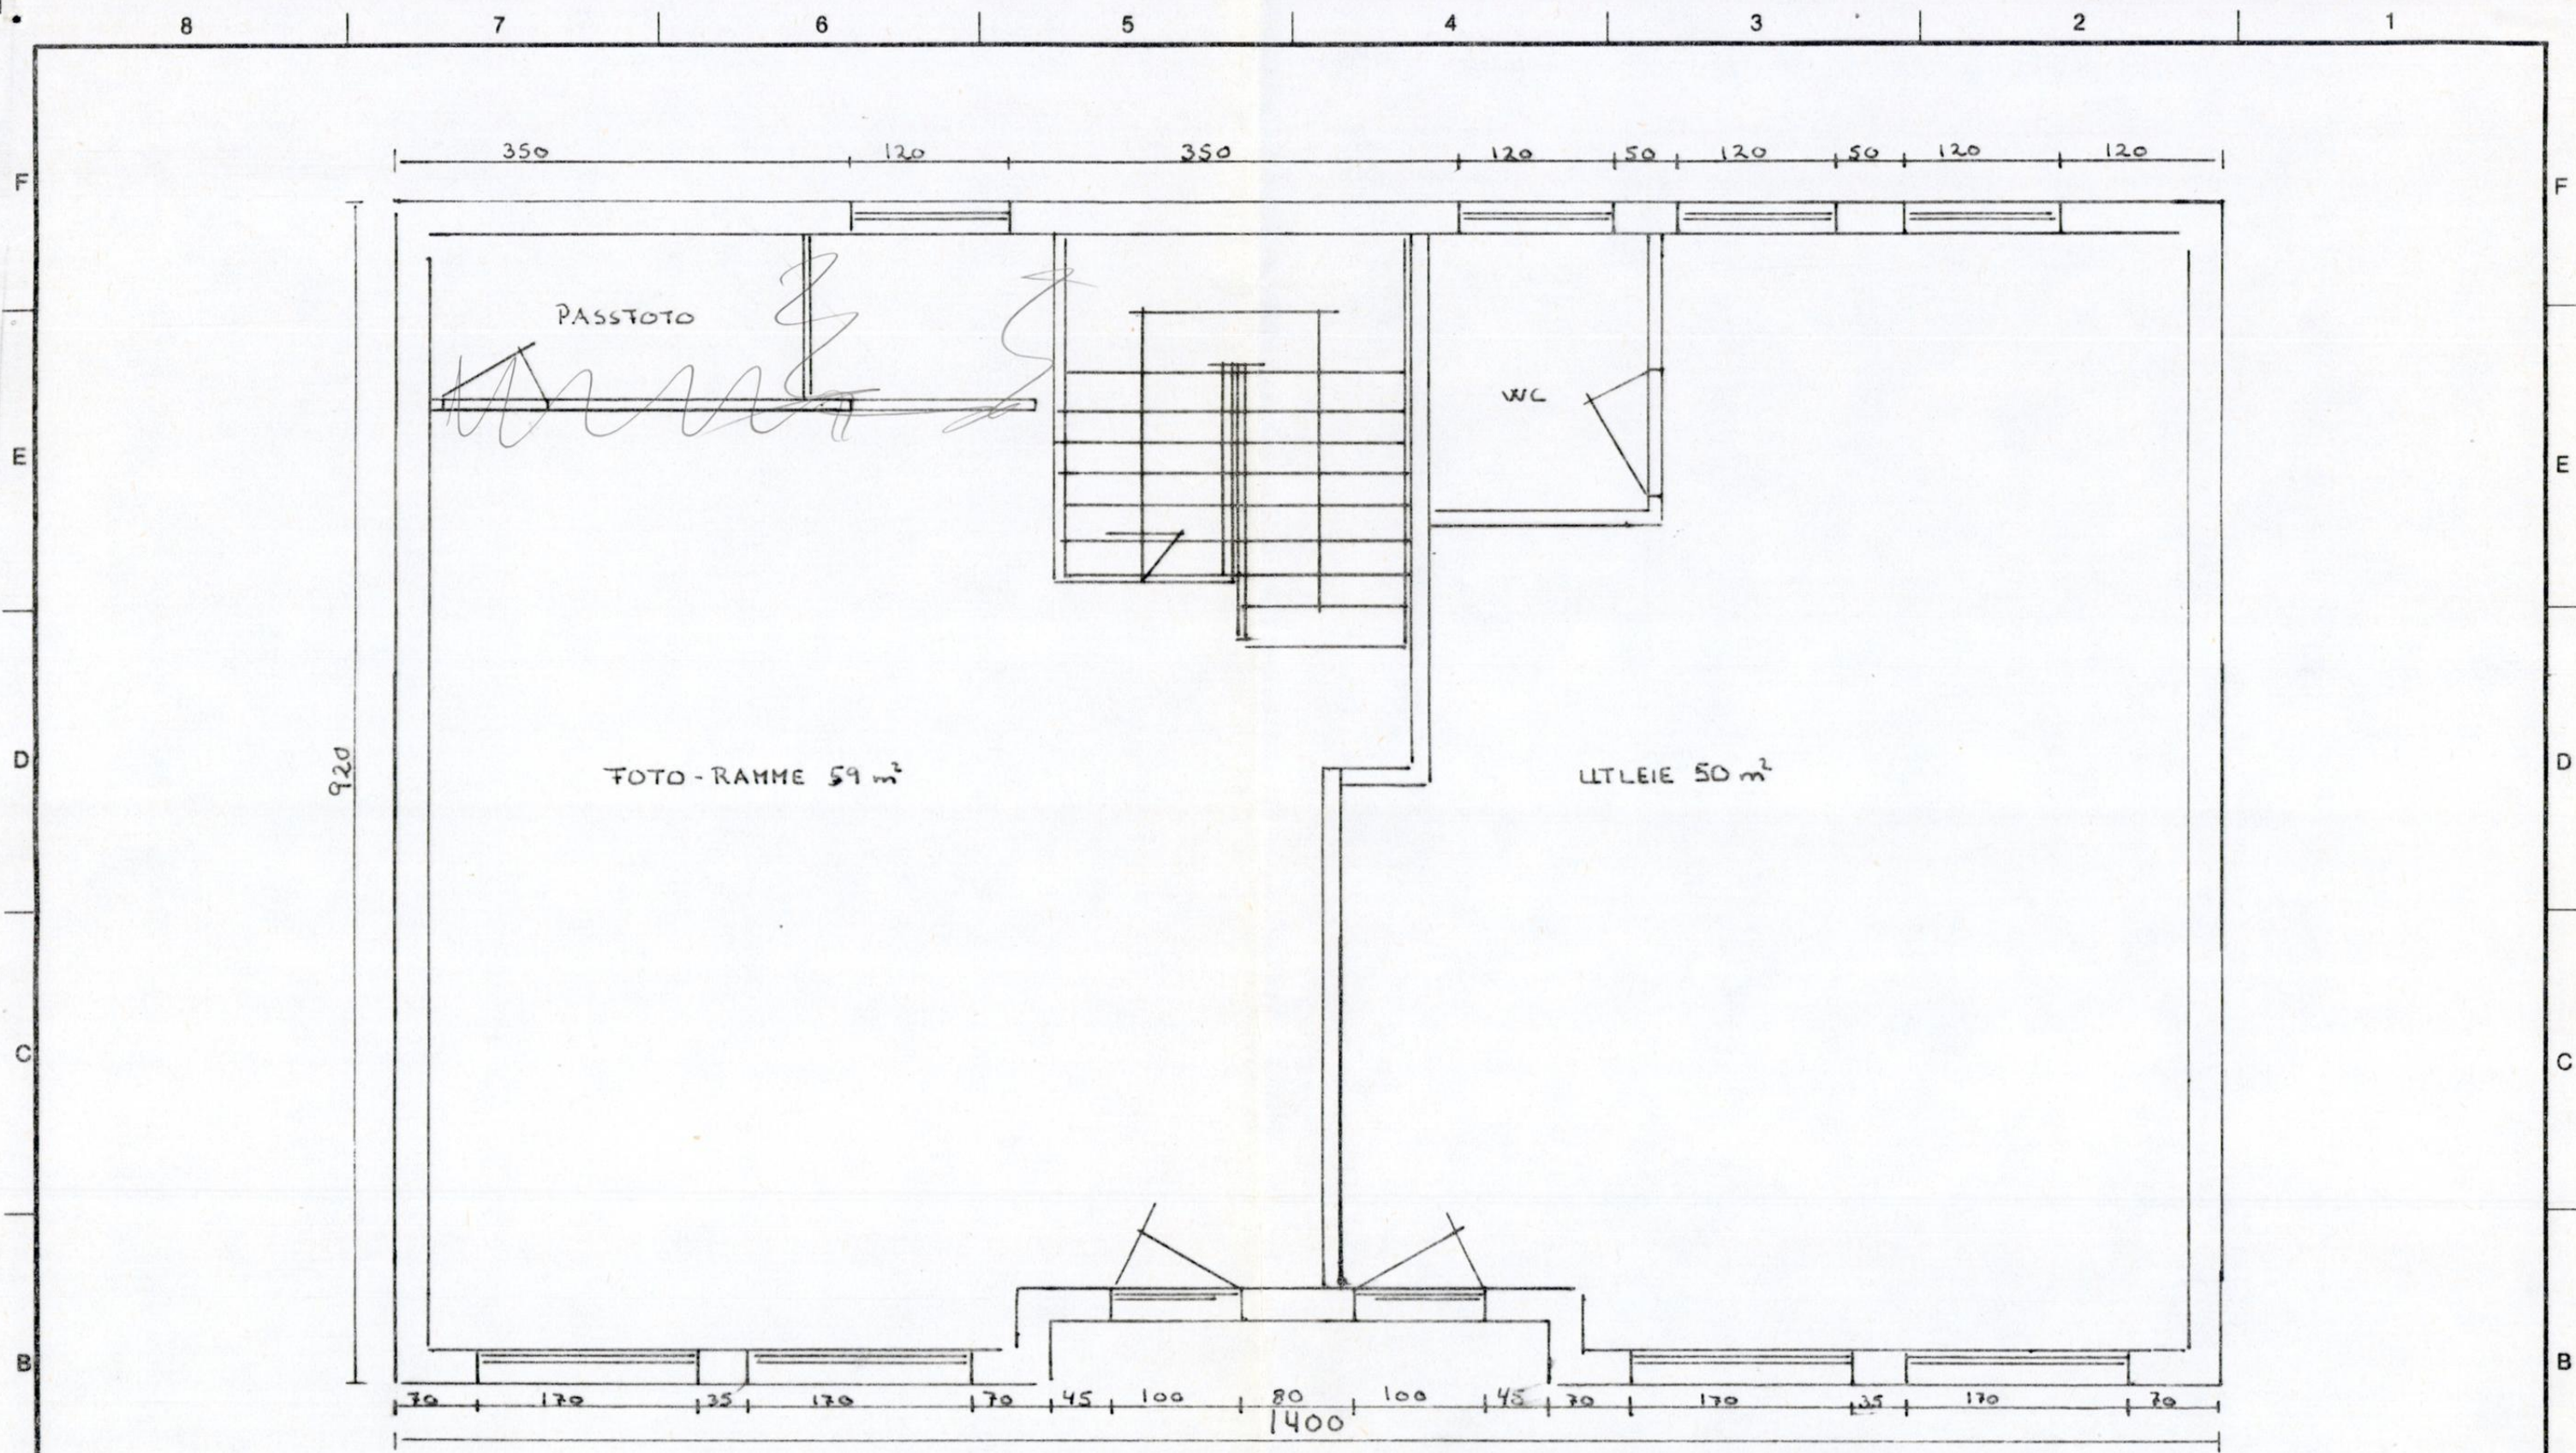 8 7 6 5 4 3 2 1
350 120 350 120 50 120 50 120 120
F F
PASSFOTO
WC
E E
920
FOTO-RAMME 59 m²
UTLEIE 50 m²
D D
C C
B B
70 170 35 170 70 45 100 80 100 45 70 170 35 170 70
1400